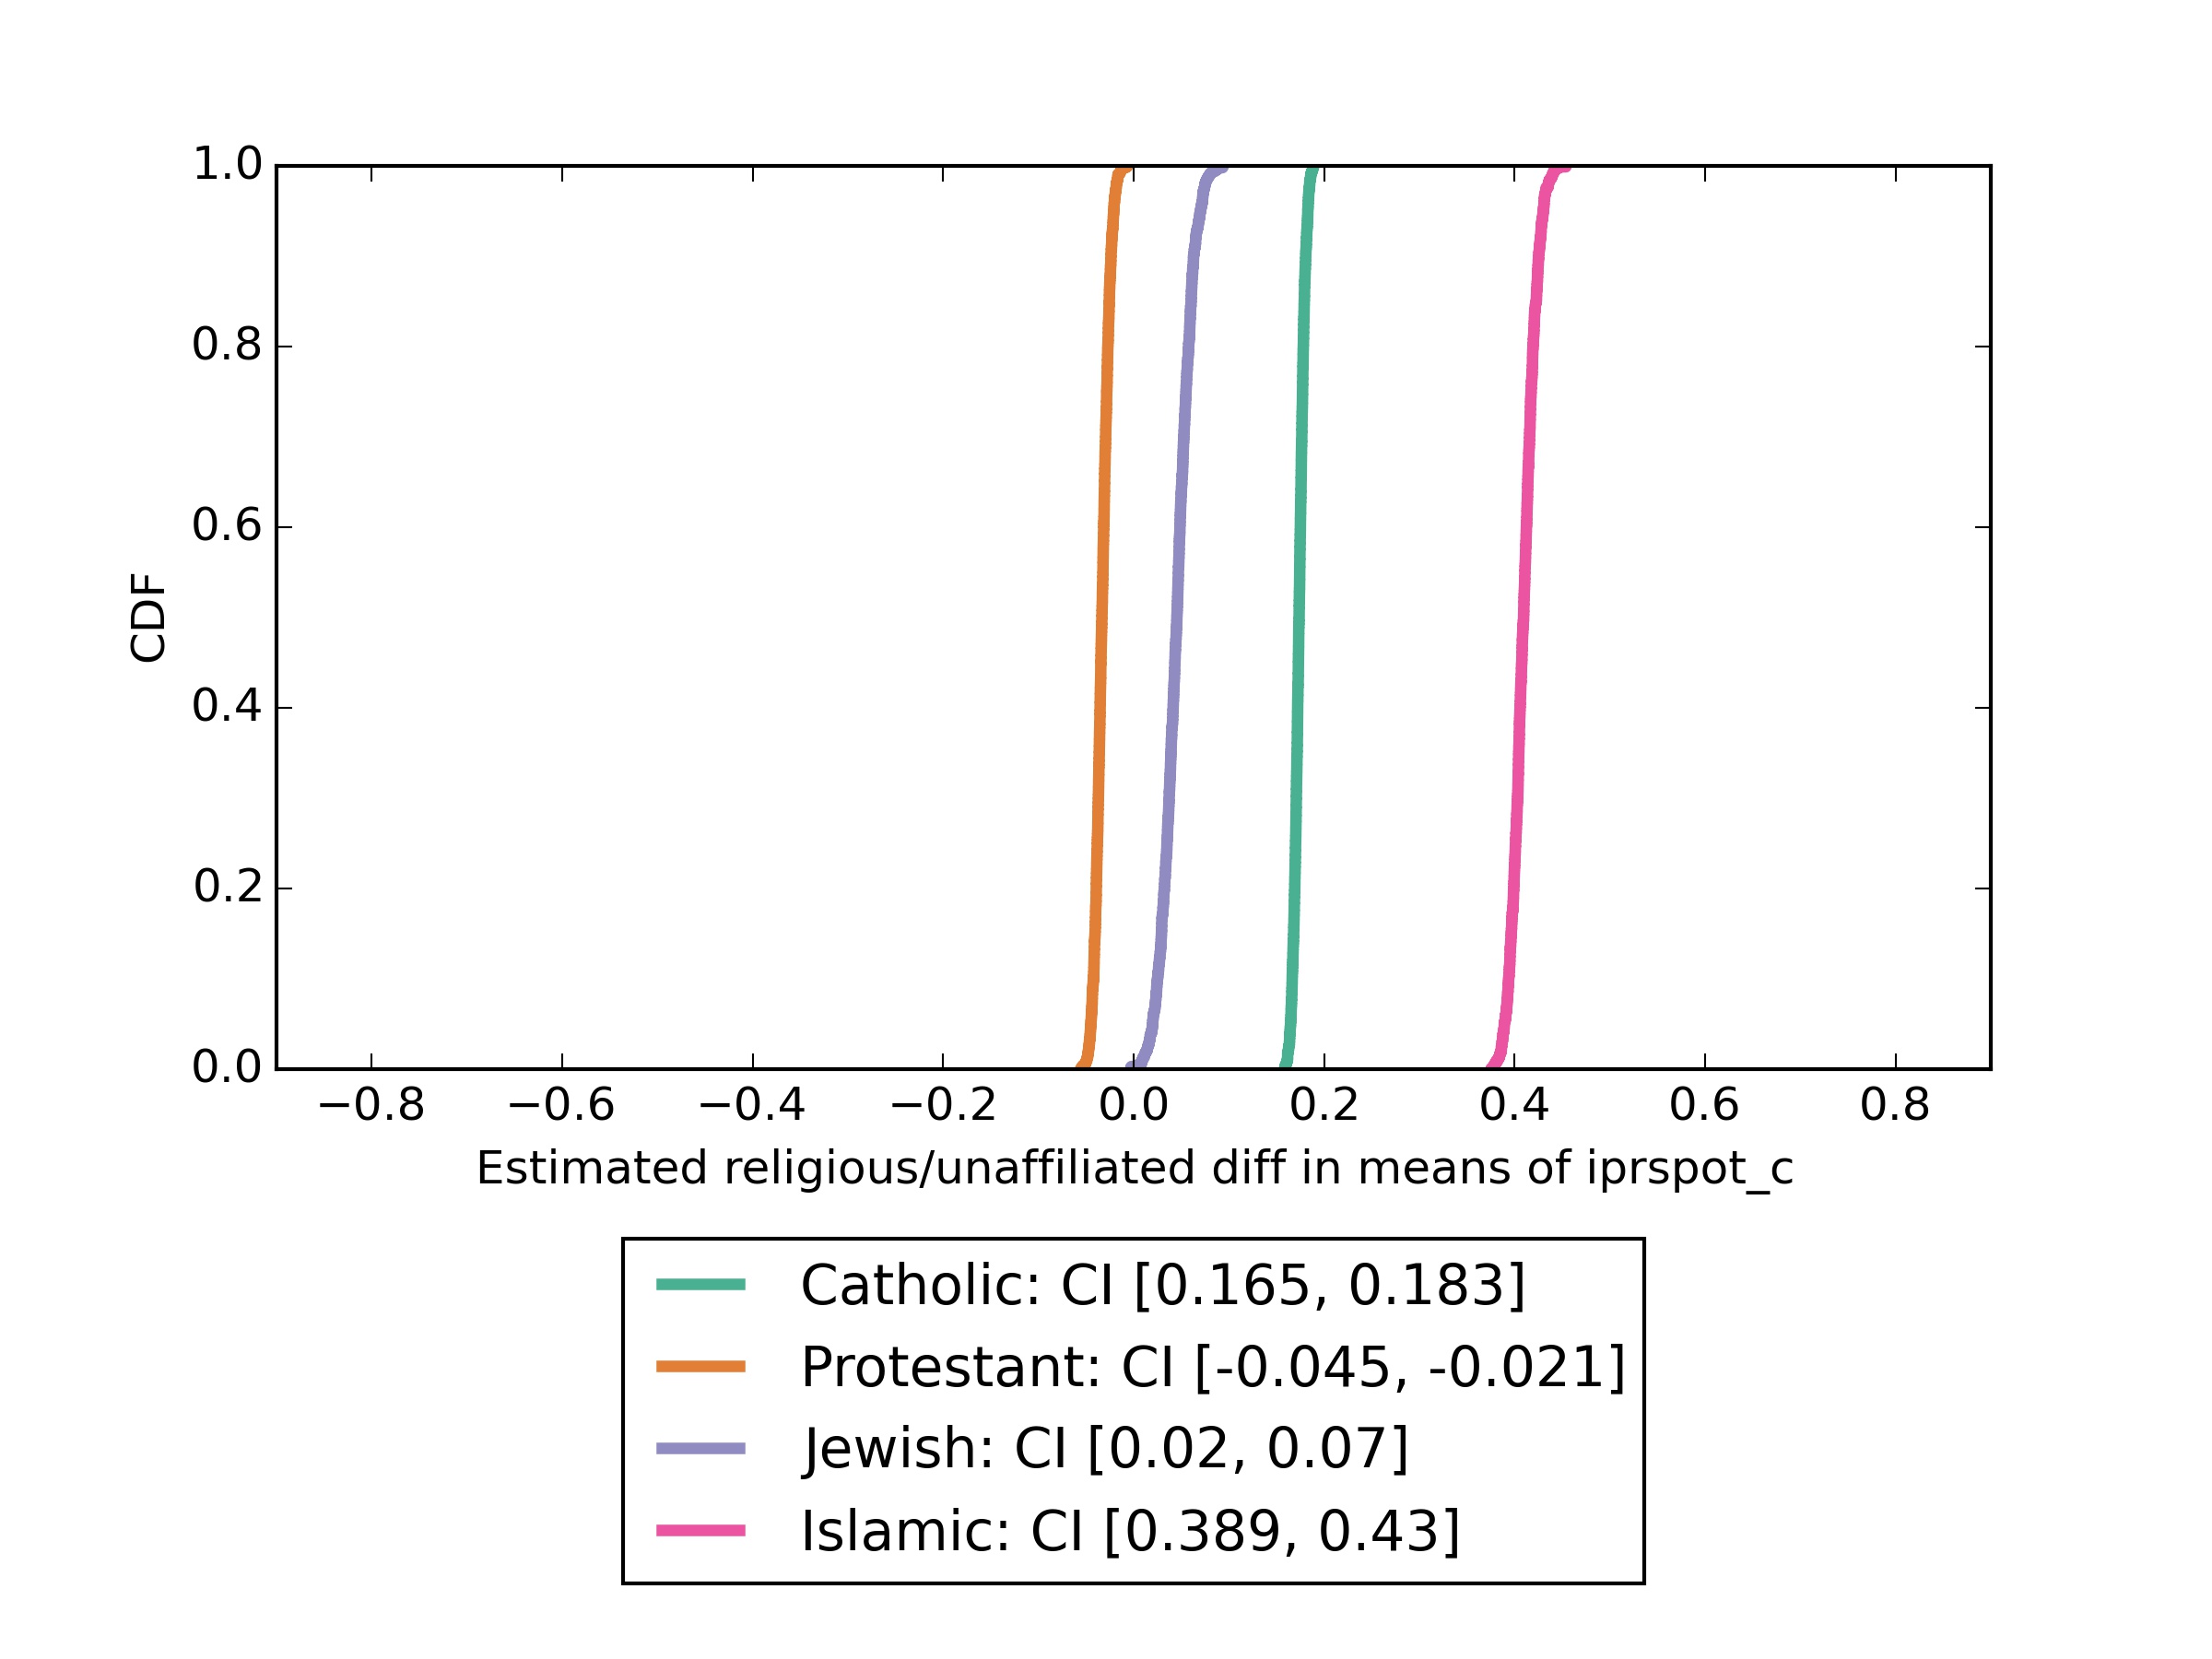 1.0
0.8
0.6
0.4
0.2
0.0
CDF
−0.8 −0.6 −0.4 −0.2 0.0 0.2 0.4 0.6 0.8
Estimated religious/unaffiliated diff in means of iprspot_c
Catholic: CI [0.165, 0.183]
Protestant: CI [-0.045, -0.021]
Jewish: CI [0.02, 0.07]
Islamic: CI [0.389, 0.43]